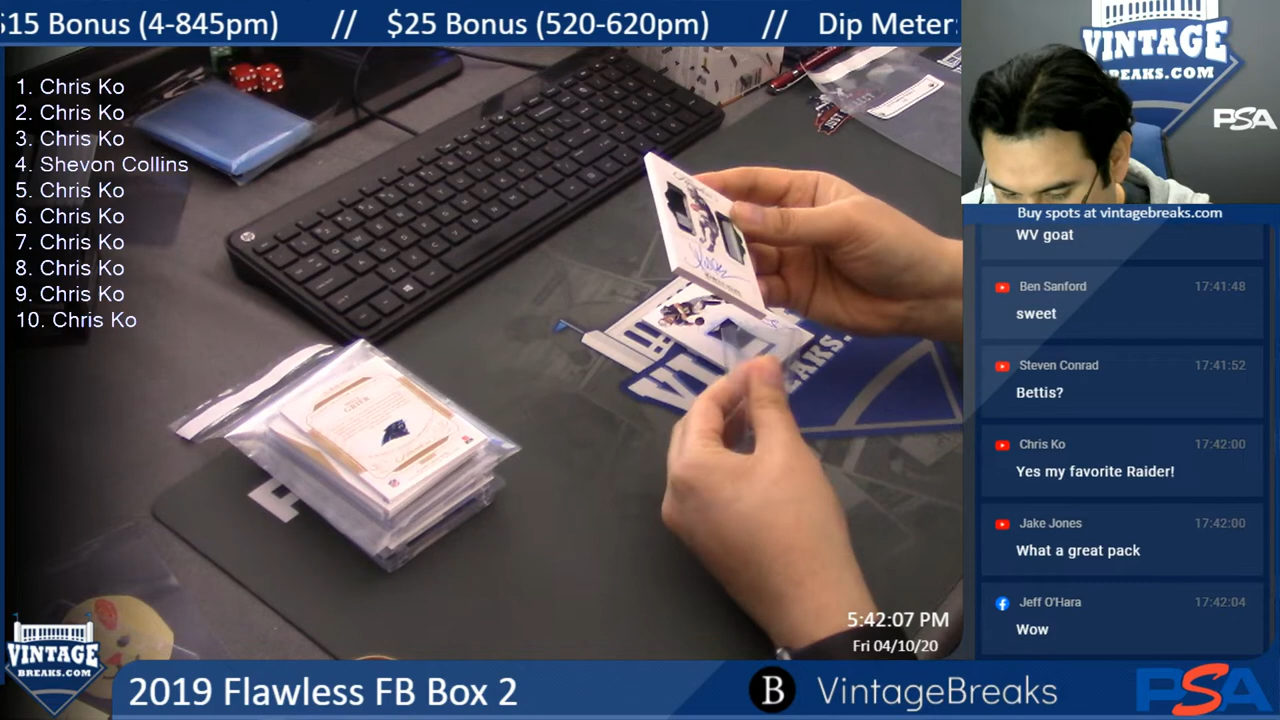 $15 Bonus (4-845pm) // $25 Bonus (520-620pm) // Dip Meter:
VINTAGE
BREAKS.COM
PSA
1. Chris Ko
2. Chris Ko
3. Chris Ko
4. Shevon Collins
5. Chris Ko
6. Chris Ko
7. Chris Ko
8. Chris Ko
9. Chris Ko
10. Chris Ko
hp
GRIER
Buy spots at vintagebreaks.com
WV goat
Ben Sanford 17:41:48
sweet
Steven Conrad 17:41:52
Bettis?
Chris Ko 17:42:00
Yes my favorite Raider!
Jake Jones 17:42:00
What a great pack
Jeff O'Hara 17:42:04
Wow
5:42:07 PM
Fri 04/10/20
VINTAGE
BREAKS.COM
2019 Flawless FB Box 2
B VintageBreaks
PSA